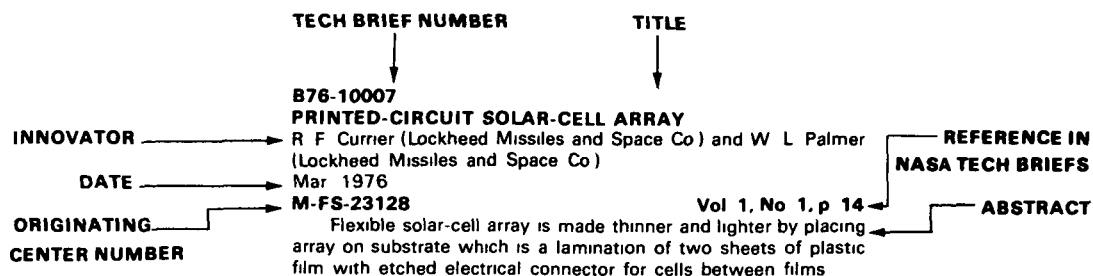 TECH BRIEF NUMBER
TITLE
B76-10007
PRINTED-CIRCUIT SOLAR-CELL ARRAY
INNOVATOR
R F Currier (Lockheed Missiles and Space Co) and W L Palmer
(Lockheed Missiles and Space Co)
REFERENCE IN
NASA TECH BRIEFS
DATE
Mar 1976
M-FS-23128
Vol 1, No 1, p 14
ORIGINATING
CENTER NUMBER
ABSTRACT
Flexible solar-cell array is made thinner and lighter by placing
array on substrate which is a lamination of two sheets of plastic
film with etched electrical connector for cells between films